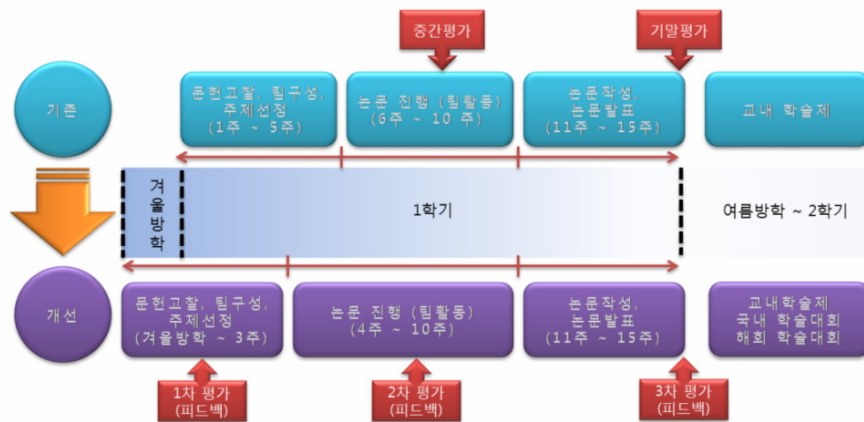 중간평가
기말평가
기존
문헌고찰, 팀구성,
주제선정
(1주 ~ 5주)
논문 진행 (팀활동)
(6주 ~ 10 주)
논문작성,
논문발표
(11주 ~ 15주)
교내 학술제
겨울방학
1학기
여름방학 ~ 2학기
개선
문헌고찰, 팀구성,
주제선정
(겨울방학 ~ 3주)
논문 진행 (팀활동)
(4주 ~ 10주)
논문작성,
논문발표
(11주 ~ 15주)
교내학술제
국내 학술대회
해외 학술대회
1차 평가
(피드백)
2차 평가
(피드백)
3차 평가
(피드백)